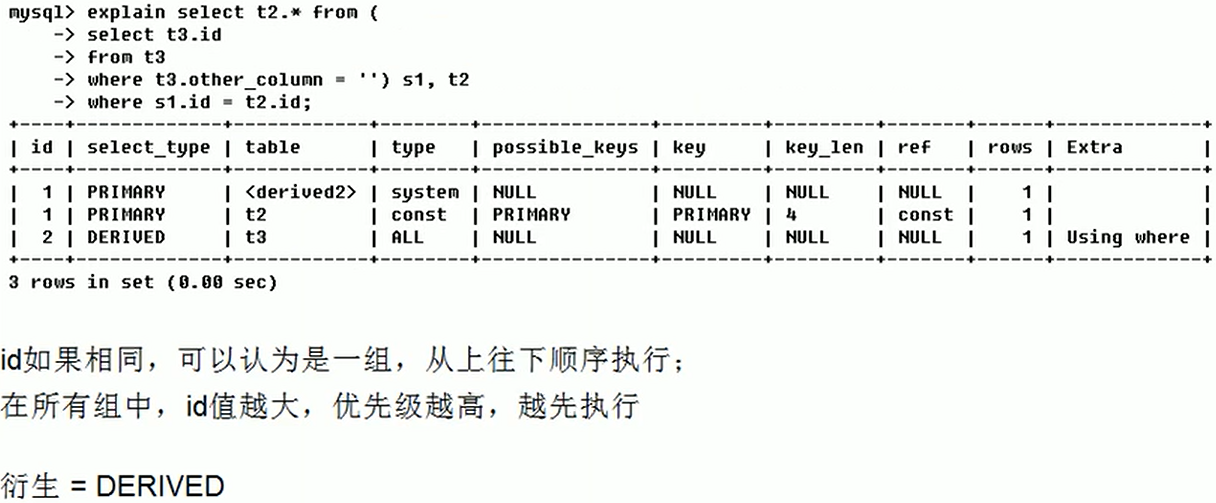 mysql> explain select t2.* from (
    -> select t3.id
    -> from t3
    -> where t3.other_column = '') s1, t2
    -> where s1.id = t2.id;
+----+-------------+------------+--------+---------------+---------+---------+-------+------+-------------+
| id | select_type | table      | type   | possible_keys | key     | key_len | ref   | rows | Extra       |
+----+-------------+------------+--------+---------------+---------+---------+-------+------+-------------+
|  1 | PRIMARY     | <derived2> | system | NULL          | NULL    | NULL    | NULL  |    1 |             |
|  1 | PRIMARY     | t2         | const  | PRIMARY       | PRIMARY | 4       | const |    1 |             |
|  2 | DERIVED     | t3         | ALL    | NULL          | NULL    | NULL    | NULL  |    1 | Using where |
+----+-------------+------------+--------+---------------+---------+---------+-------+------+-------------+
3 rows in set (0.00 sec)
id如果相同，可以认为是一组，从上往下顺序执行；
在所有组中，id值越大，优先级越高，越先执行
衍生 = DERIVED